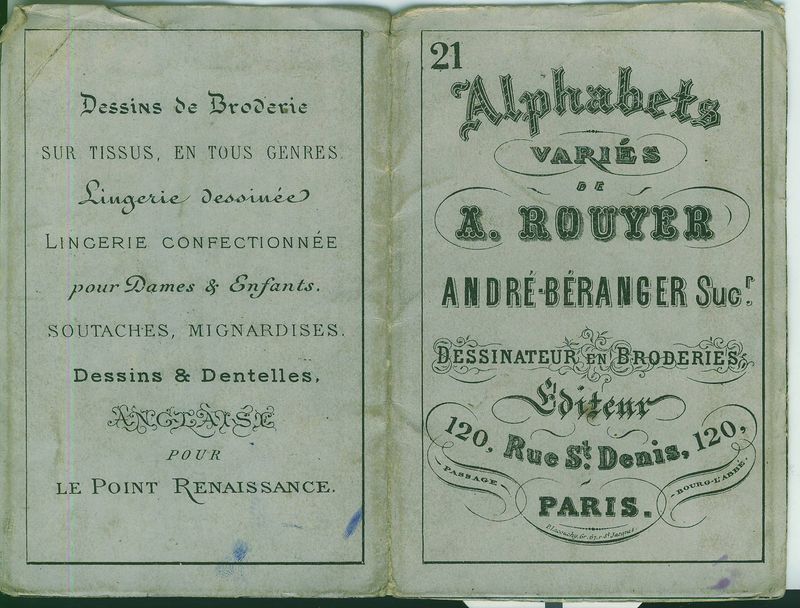 Dessins de Broderie
SUR TISSUS, EN TOUS GENRES.
Lingerie dessinée
LINGERIE CONFECTIONNÉE
pour Dames & Enfants.
SOUTACHES, MIGNARDISES.
Dessins & Dentelles,
ANGLAISE
POUR
LE POINT RENAISSANCE.
21
Alphabets
VARIÉS
DE
A. ROUYER
ANDRÉ-BÉRANGER Sucr.
DESSINATEUR EN BRODERIES
Editeur
120, Rue St. Denis, 120,
PASSAGE
BOURG-L'ABBÉ
PARIS.